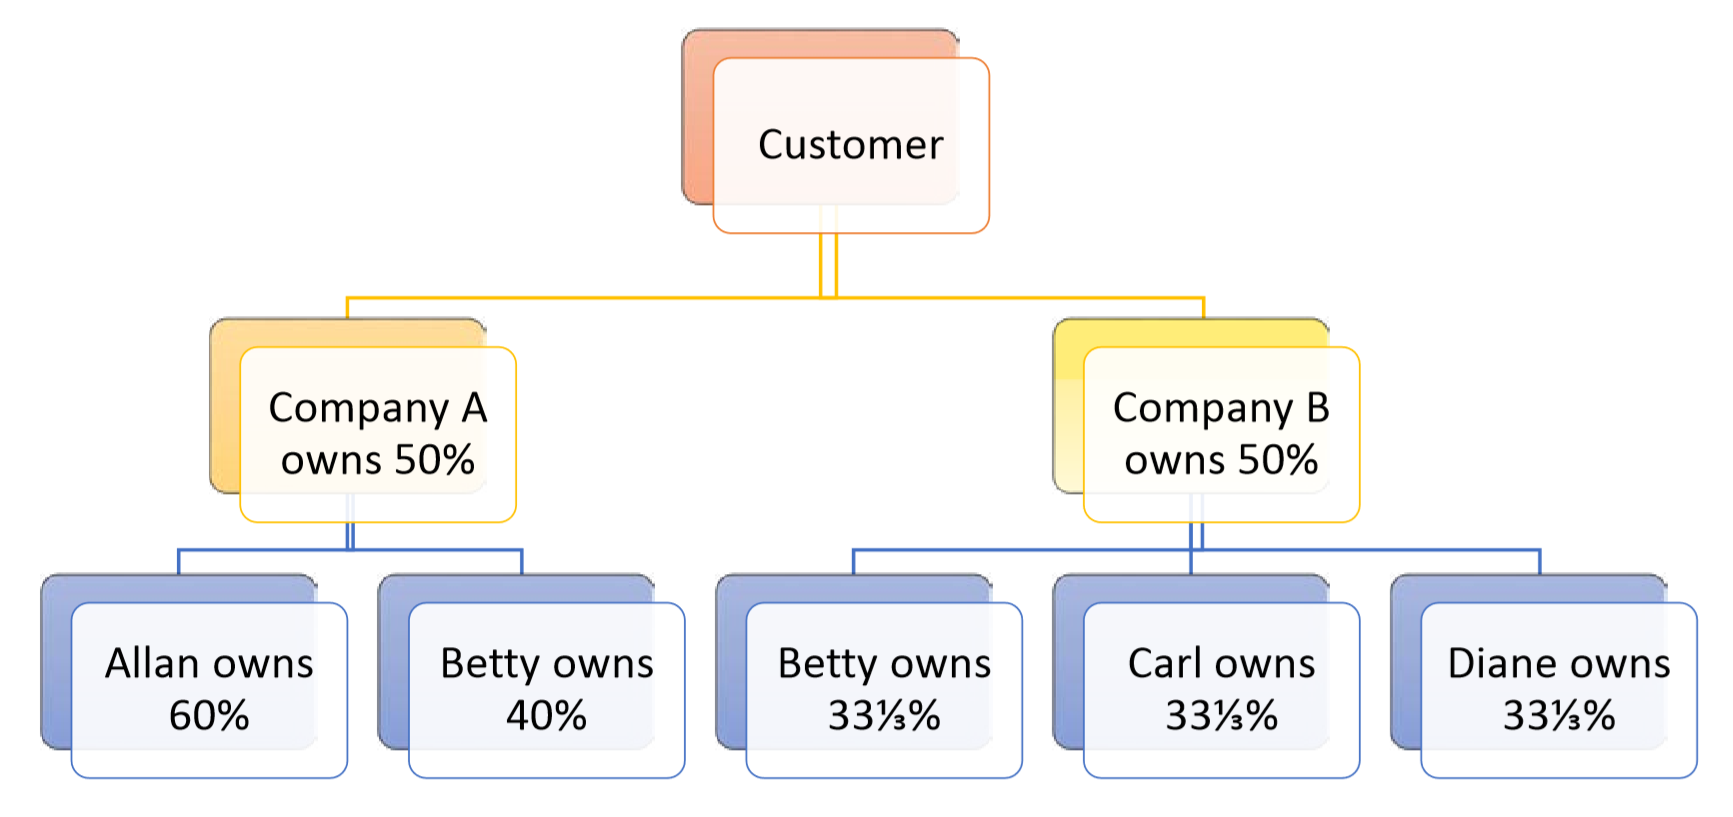 Customer
Company A
owns 50%
Company B
owns 50%
Allan owns
60%
Betty owns
40%
Betty owns
33⅓%
Carl owns
33⅓%
Diane owns
33⅓%